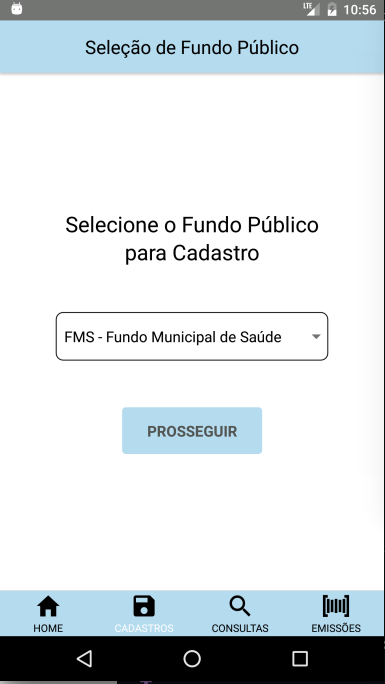 LTE 10:56
Seleção de Fundo Público
Selecione o Fundo Público
para Cadastro
FMS - Fundo Municipal de Saúde
PROSSEGUIR
HOME CADASTROS CONSULTAS EMISSÕES